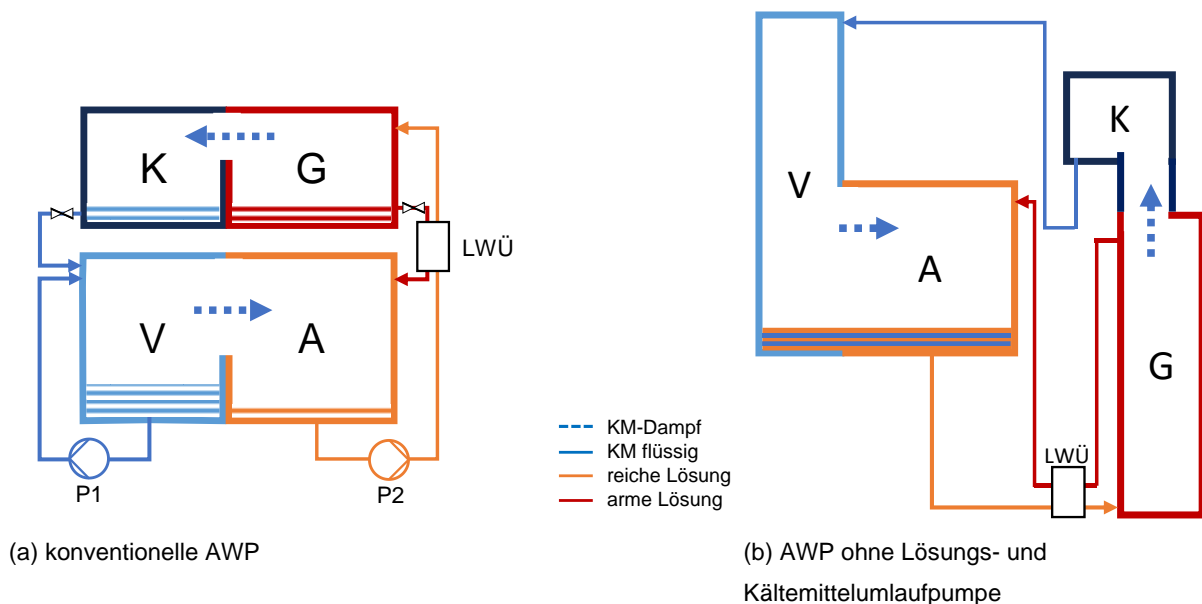 K
G
LWÜ
V
A
P1
P2
(a) konventionelle AWP
KM-Dampf
KM flüssig
reiche Lösung
arme Lösung
K
V
A
G
LWÜ
(b) AWP ohne Lösungs- und
Kältemittelumlaufpumpe